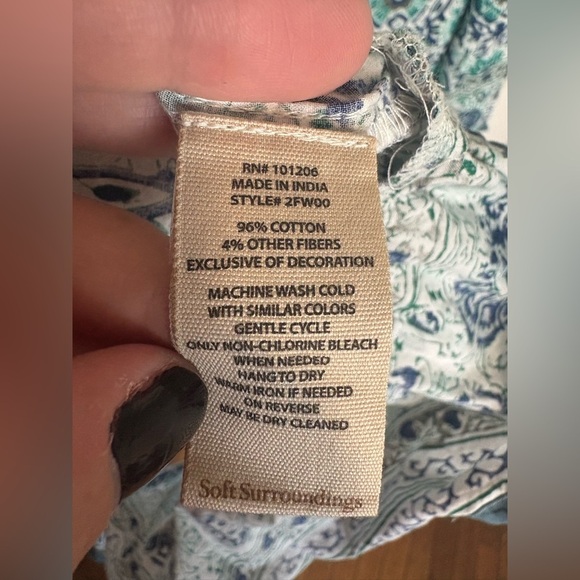 RN# 101206
MADE IN INDIA
STYLE# 2FW00
96% COTTON
4% OTHER FIBERS
EXCLUSIVE OF DECORATION
MACHINE WASH COLD
WITH SIMILAR COLORS
GENTLE CYCLE
ONLY NON-CHLORINE BLEACH
WHEN NEEDED
HANG TO DRY
WARM IRON IF NEEDED
ON REVERSE
MAY BE DRY CLEANED
Soft Surroundings